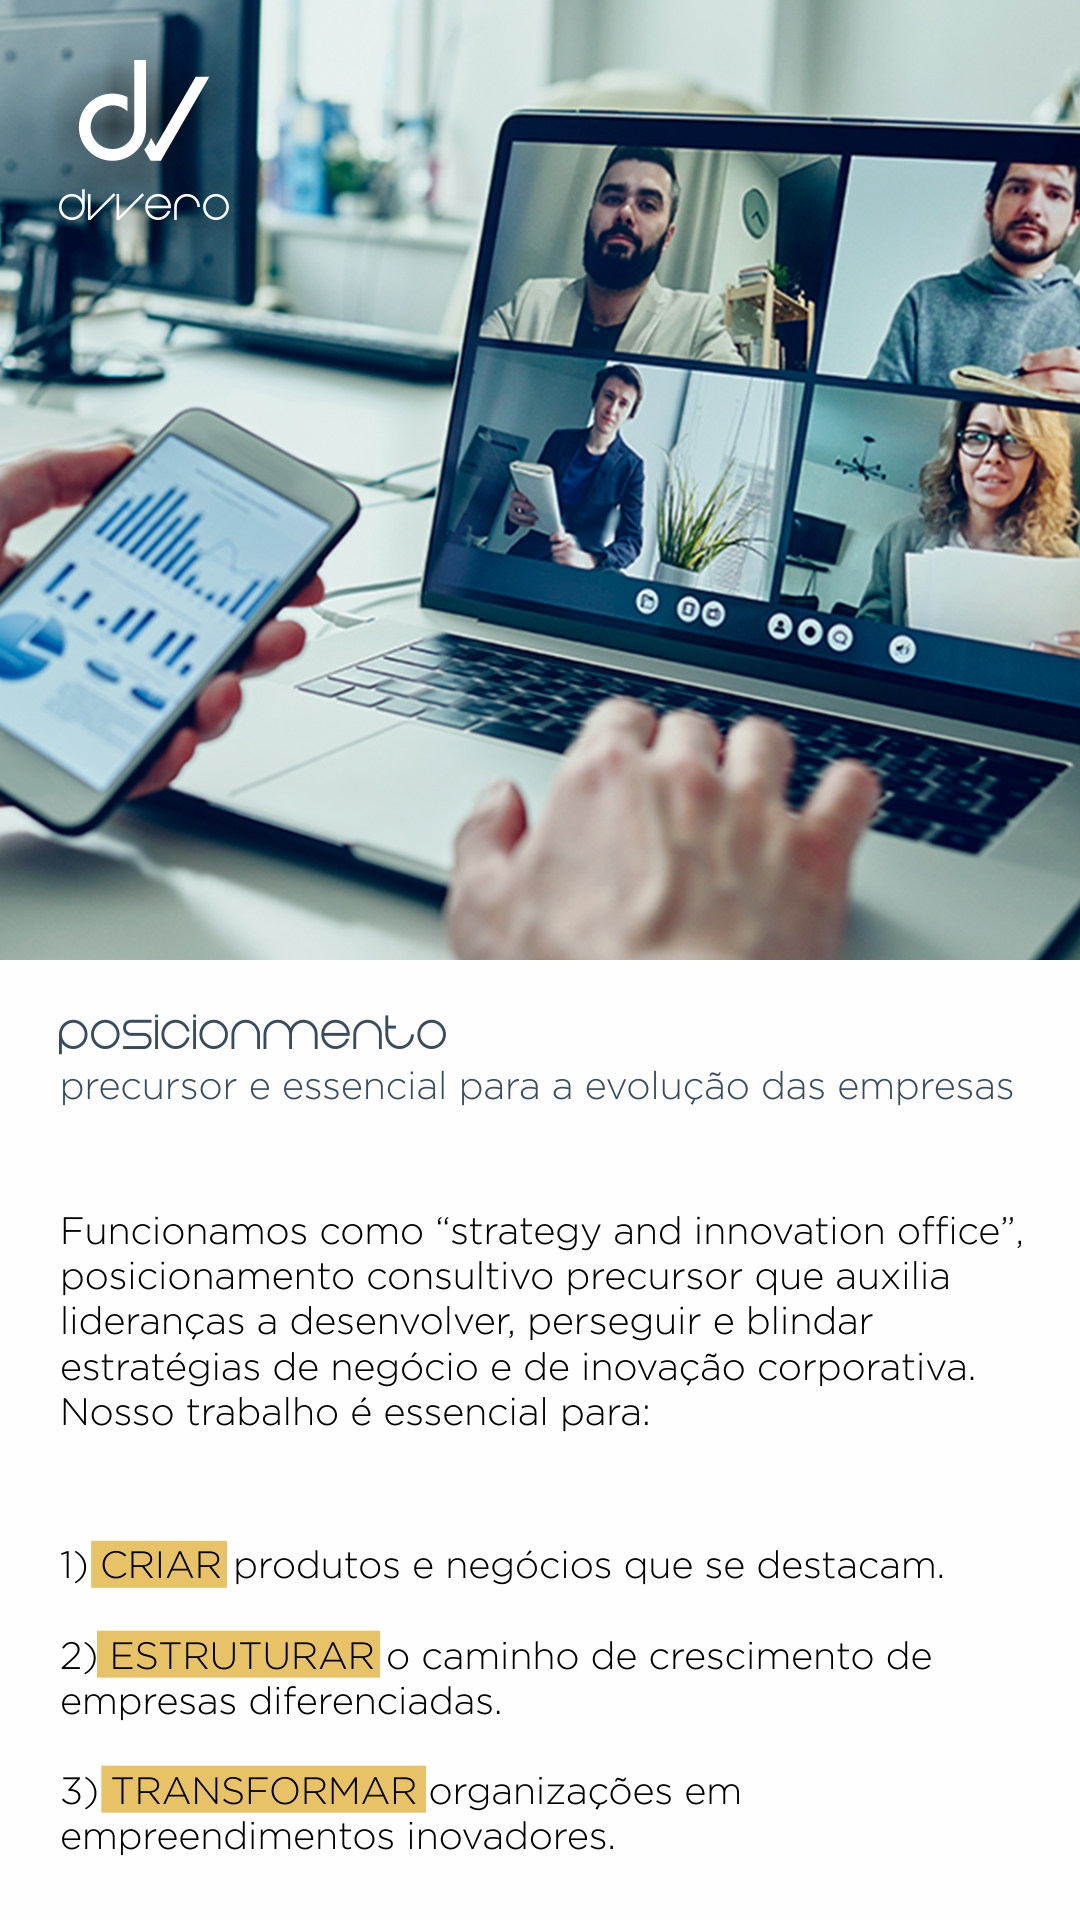 dvvero
posicionmento
precursor e essencial para a evolução das empresas
Funcionamos como “strategy and innovation office”,
posicionamento consultivo precursor que auxilia
lideranças a desenvolver, perseguir e blindar
estratégias de negócio e de inovação corporativa.
Nosso trabalho é essencial para:
1) CRIAR produtos e negócios que se destacam.
2) ESTRUTURAR o caminho de crescimento de
empresas diferenciadas.
3) TRANSFORMAR organizações em
empreendimentos inovadores.